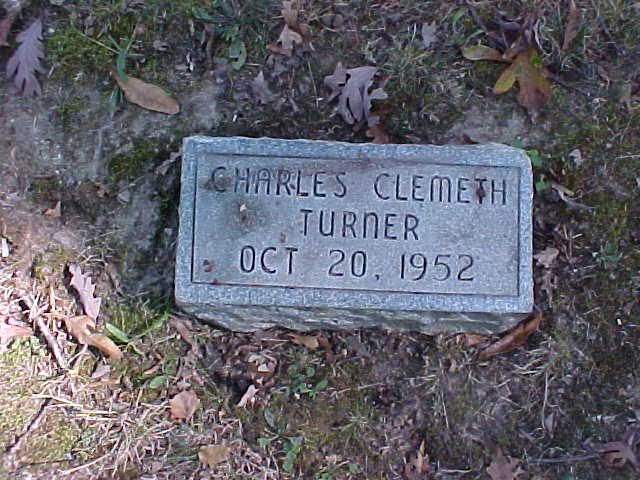 CHARLES CLEMETH
TURNER
OCT 20, 1952